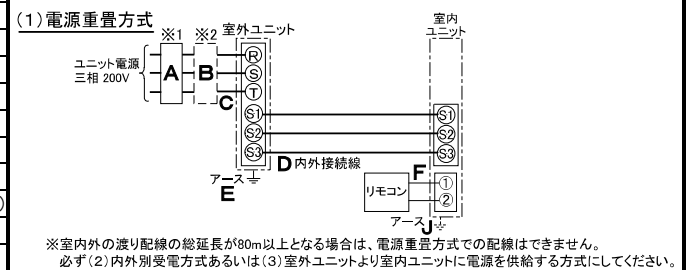 (1)電源重畳方式
※1
※2
室外ユニット
室内
ユニット
ユニット電源
三相 200V
A
B
C
R
S
T
S1
S2
S3
S1
S2
S3
D 内外接続線
アース
E
リモコン
F
①
②
アース J
※室内外の渡り配線の総延長が80m以上となる場合は、電源重畳方式での配線はできません。
必ず(2)内外別受電方式あるいは(3)室外ユニットより室内ユニットに電源を供給する方式にしてください。